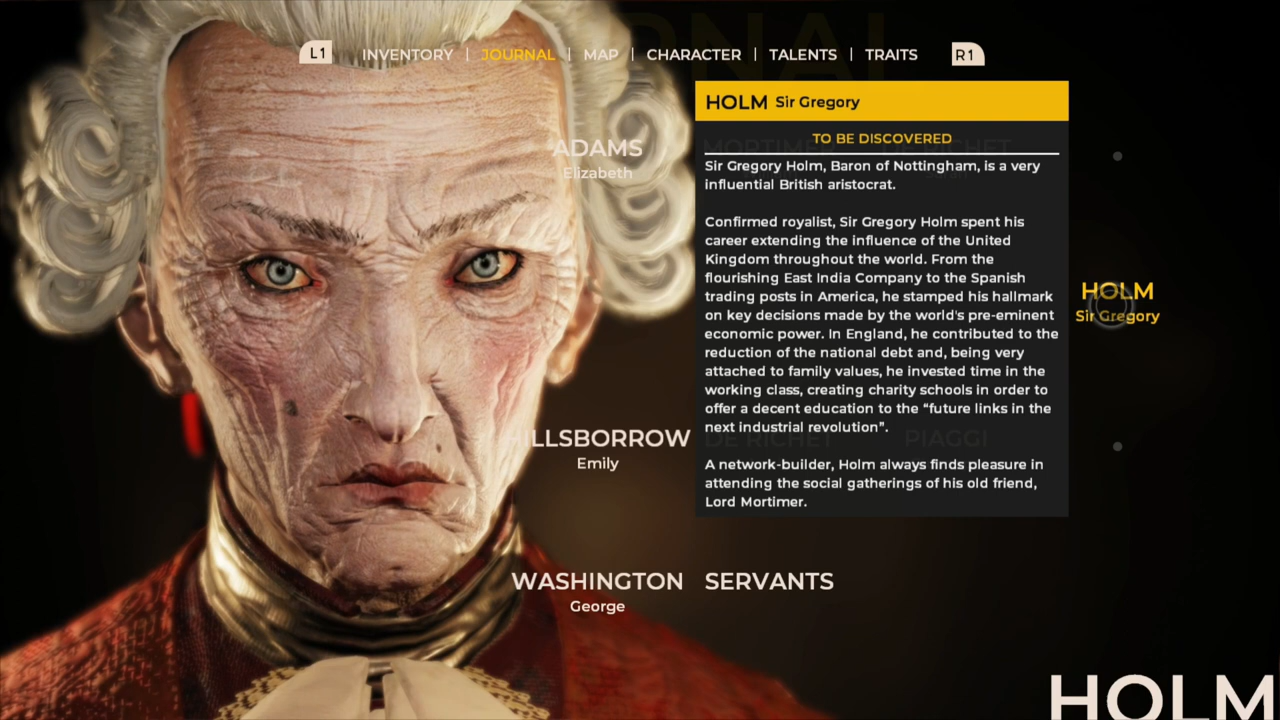 L1 INVENTORY | JOURNAL | MAP | CHARACTER | TALENTS | TRAITS R1
HOLM Sir Gregory
TO BE DISCOVERED
Sir Gregory Holm, Baron of Nottingham, is a very
influential British aristocrat.
Confirmed royalist, Sir Gregory Holm spent his
career extending the influence of the United
Kingdom throughout the world. From the
flourishing East India Company to the Spanish
trading posts in America, he stamped his hallmark
on key decisions made by the world's pre-eminent
economic power. In England, he contributed to the
reduction of the national debt and, being very
attached to family values, he invested time in the
working class, creating charity schools in order to
offer a decent education to the “future links in the
next industrial revolution”.
A network-builder, Holm always finds pleasure in
attending the social gatherings of his old friend,
Lord Mortimer.
ADAMS
Elizabeth
HOLM
Sir Gregory
HILLSBORROW DE RICHET PIAGGI
Emily
WASHINGTON SERVANTS
George
HOLM